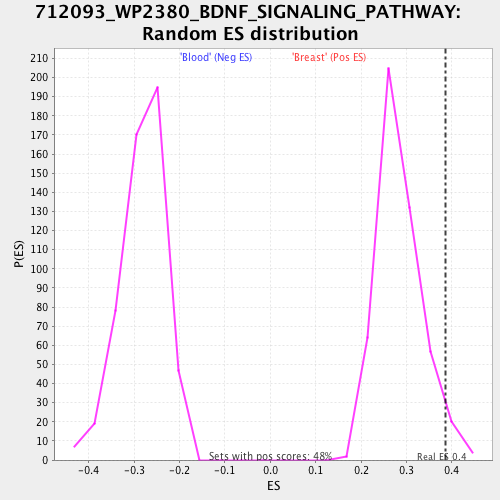 712093_WP2380_BDNF_SIGNALING_PATHWAY:
Random ES distribution
'Blood' (Neg ES)
'Breast' (Pos ES)
P(ES)
210
200
190
180
170
160
150
140
130
120
110
100
90
80
70
60
50
40
30
20
10
0
Sets with pos scores: 48%
Real ES 0.4
-0.4 -0.3 -0.2 -0.1 0.0 0.1 0.2 0.3 0.4
ES